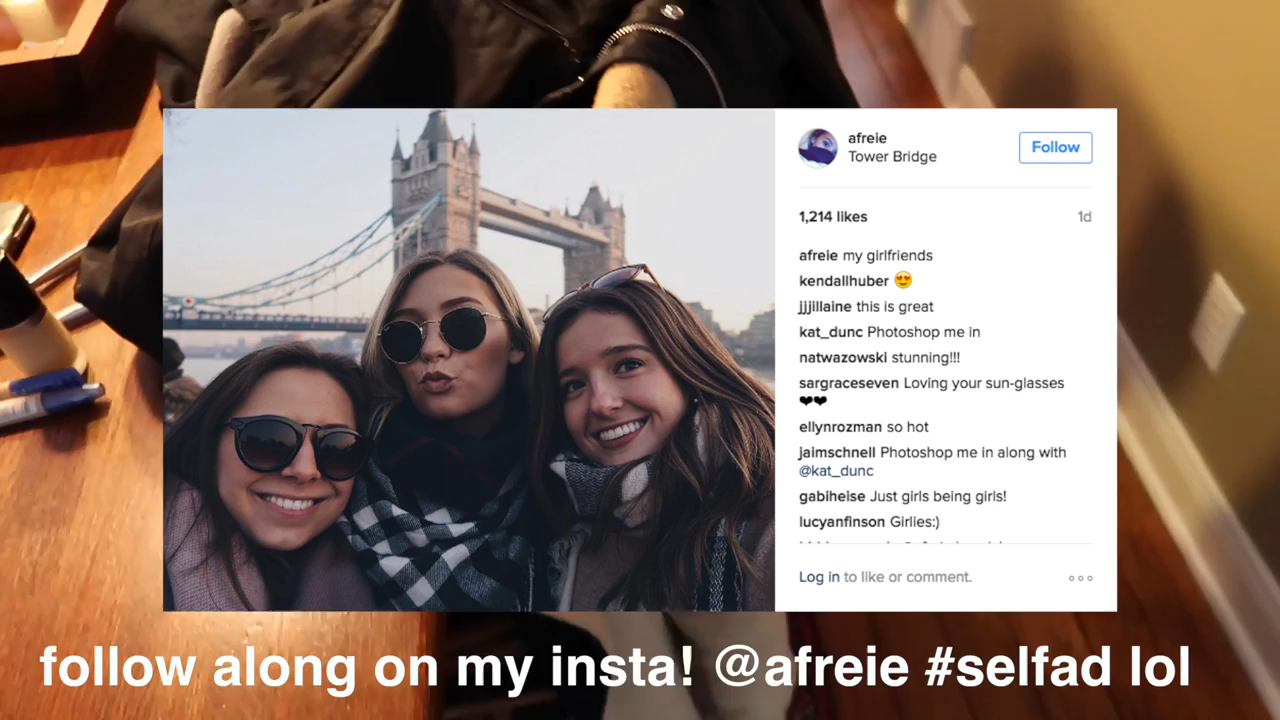 afreie
Tower Bridge
Follow
1,214 likes
1d
afreie my girlfriends
kendallhuber 😍
jjjillaine this is great
kat_dunc Photoshop me in
natwazowski stunning!!!
sargraceseven Loving your sun-glasses
❤❤
ellynrozman so hot
jaimschnell Photoshop me in along with
@kat_dunc
gabiheise Just girls being girls!
lucyanfinson Girlies:)
Log in to like or comment.
follow along on my insta! @afreie #selfad lol